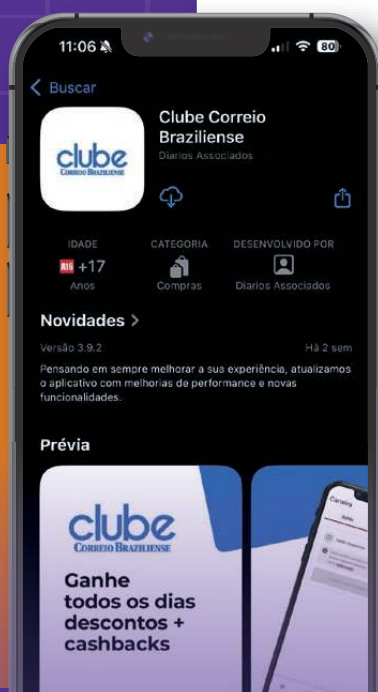 11:06
80
Buscar
clube
CORREIO BRAZILIENSE
Clube Correio
Braziliense
Diarios Associados
IDADE
CATEGORIA
DESENVOLVIDO POR
A16 +17
Anos
Compras
Diarios Associados
Novidades >
Versão 3.9.2
Há 2 sem
Pensando em sempre melhorar a sua experiência, atualizamos
o aplicativo com melhorias de performance e novas
funcionalidades.
Prévia
clube
CORREIO BRAZILIENSE
Ganhe
todos os dias
descontos +
cashbacks
Carteira